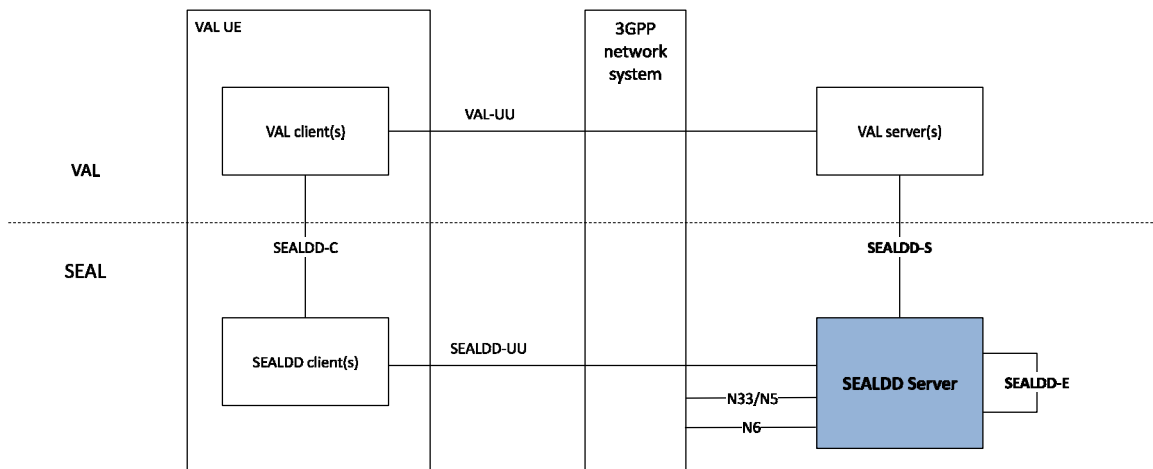 VAL UE
3GPP
network
system
VAL client(s)
VAL-UU
VAL server(s)
VAL
SEALDD-C
SEALDD-S
SEAL
SEALDD client(s)
SEALDD-UU
SEALDD Server
SEALDD-E
N33/N5
N6